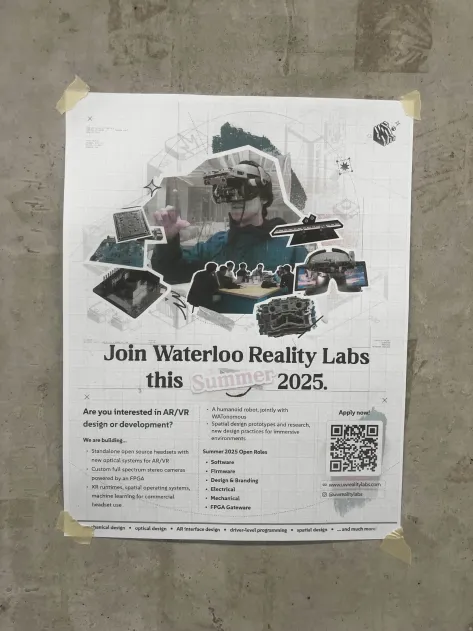 Join Waterloo Reality Labs
this Summer 2025.
Are you interested in AR/VR
design or development?
We are building...
• Standalone open source headsets with
new optical systems for AR/VR
• Custom full spectrum stereo cameras
powered by an FPGA
• XR runtimes, spatial operating systems,
machine learning for commercial
headset use
• A humanoid robot, jointly with
WATonomous
• Spatial design prototypes and research,
new design practices for immersive
environments.
Summer 2025 Open Roles
• Software
• Firmware
• Design & Branding
• Electrical
• Mechanical
• FPGA Gateware
Apply now!
www.uwrealitylabs.com
@uwrealitylabs
design • optical design • AR interface design • driver-level programming • spatial design • ...and much more!